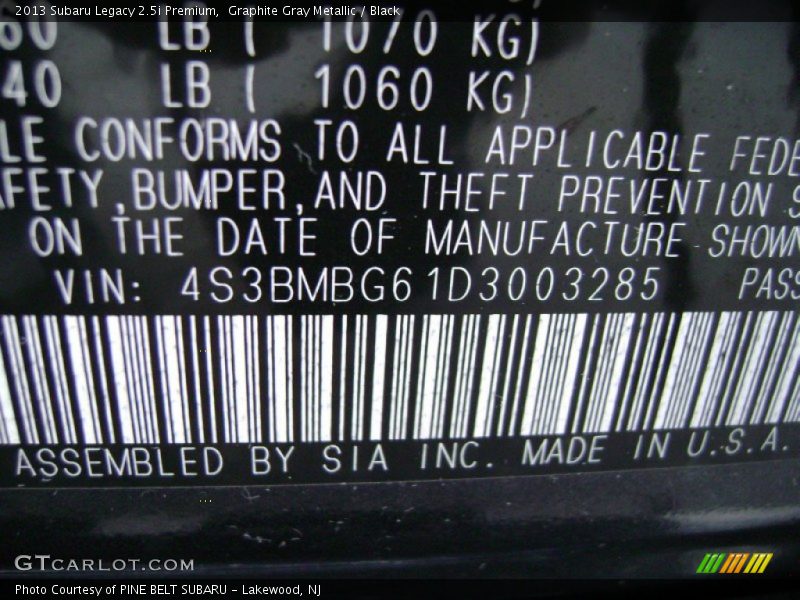 2013 Subaru Legacy 2.5i Premium,  Graphite Gray Metallic / Black
60 LB ( 1070 KG)
40 LB ( 1060 KG)
LE CONFORMS TO ALL APPLICABLE FEDE
AFETY,BUMPER,AND THEFT PREVENTION S
ON THE DATE OF MANUFACTURE SHOWN
VIN: 4S3BMBG61D3003285 PASS
ASSEMBLED BY SIA INC. MADE IN U.S.A.
GTCARLOT.COM
Photo Courtesy of PINE BELT SUBARU - Lakewood, NJ